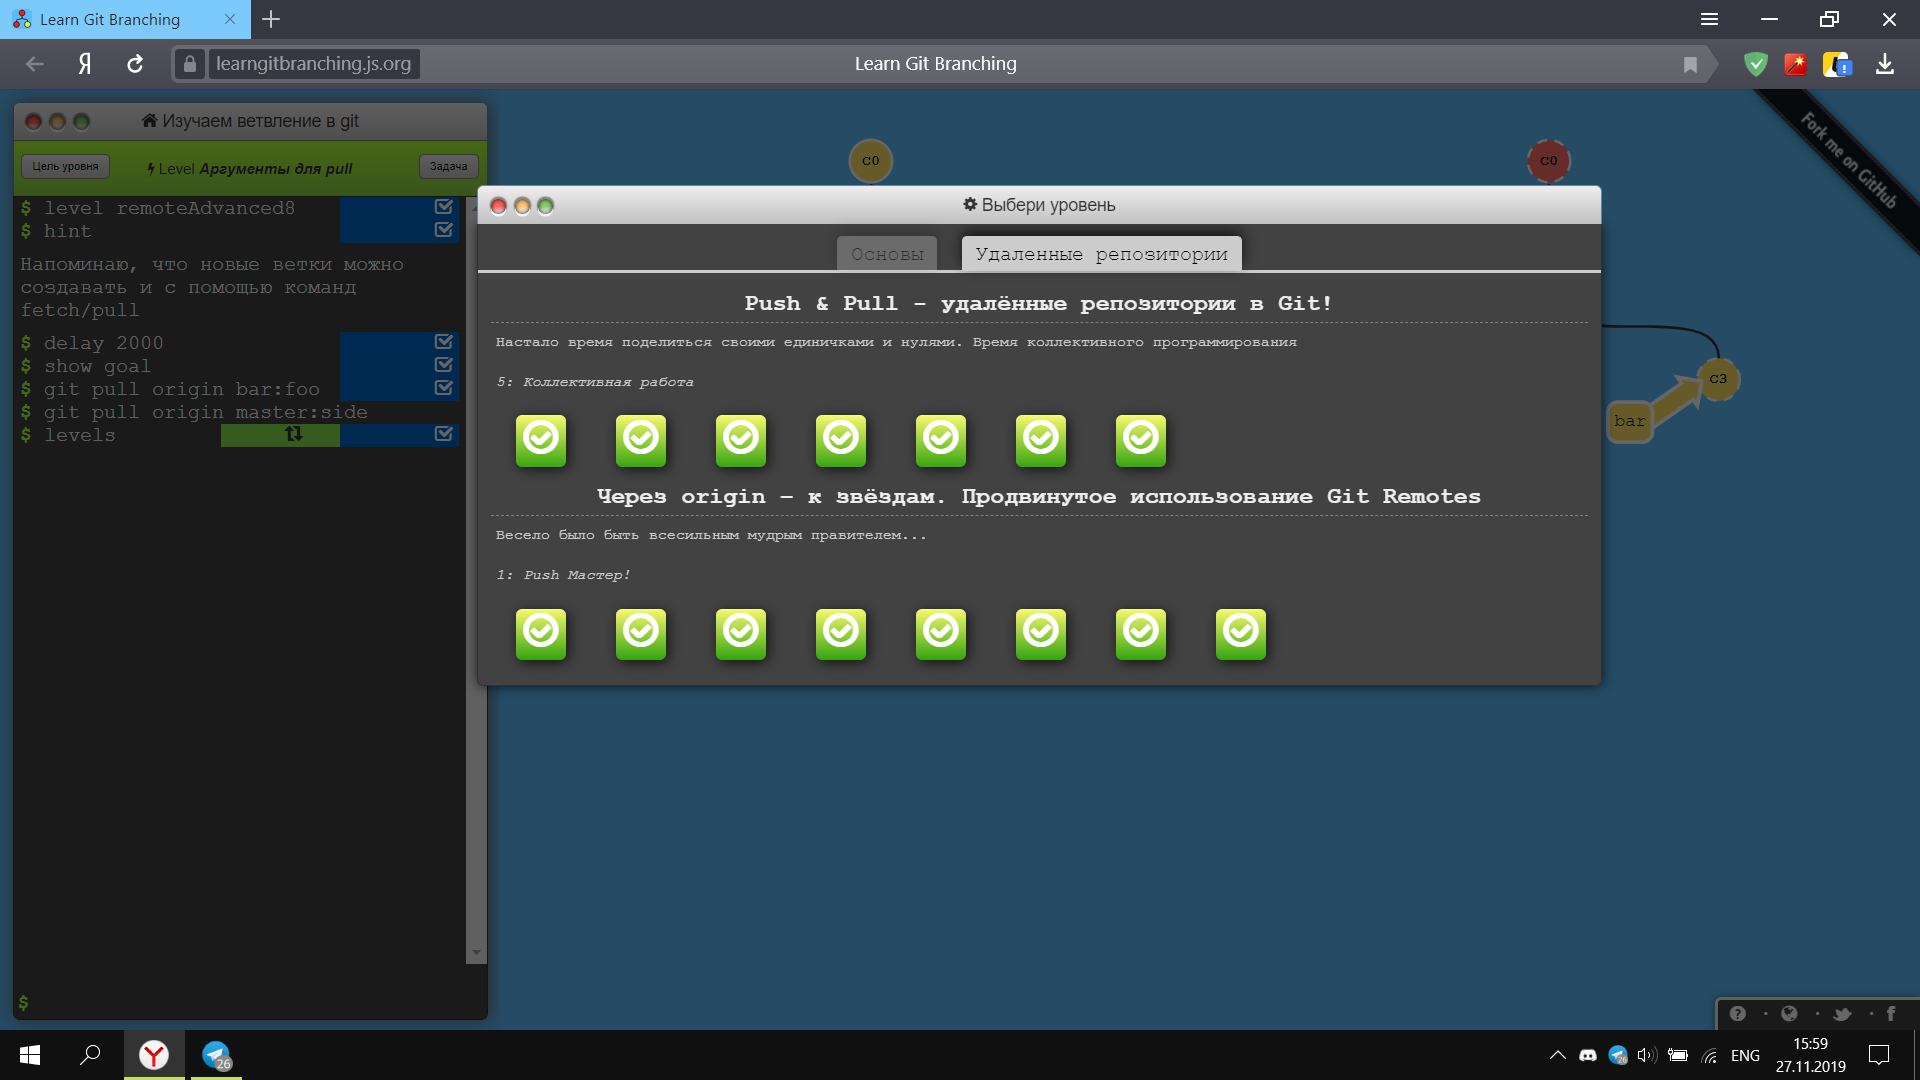 Learn Git Branching
Я
learngitbranching.js.org
Learn Git Branching
Fork me on GitHub
Изучаем ветвление в git
Цель уровня
Level Аргументы для pull
Задача
$ level remoteAdvanced8
$ hint
Напоминаю, что новые ветки можно
создавать и с помощью команд
fetch/pull
$ delay 2000
$ show goal
$ git pull origin bar:foo
$ git pull origin master:side
$ levels
$
C0
C0
C3
bar
Выбери уровень
Основы
Удаленные репозитории
Push & Pull - удалённые репозитории в Git!
Настало время поделиться своими единичками и нулями. Время коллективного программирования
5: Коллективная работа
Через origin – к звёздам. Продвинутое использование Git Remotes
Весело было быть всесильным мудрым правителем...
1: Push Мастер!
26
26
ENG
15:59
27.11.2019